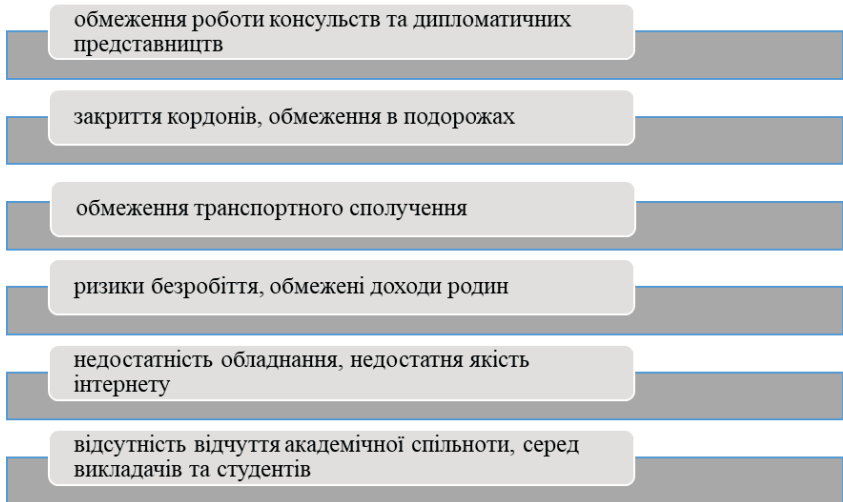 обмеження роботи консульств та дипломатичних
представництв
закриття кордонів, обмеження в подорожах
обмеження транспортного сполучення
ризики безробіття, обмежені доходи родин
недостатність обладнання, недостатня якість
інтернету
відсутність відчуття академічної спільноти, серед
викладачів та студентів